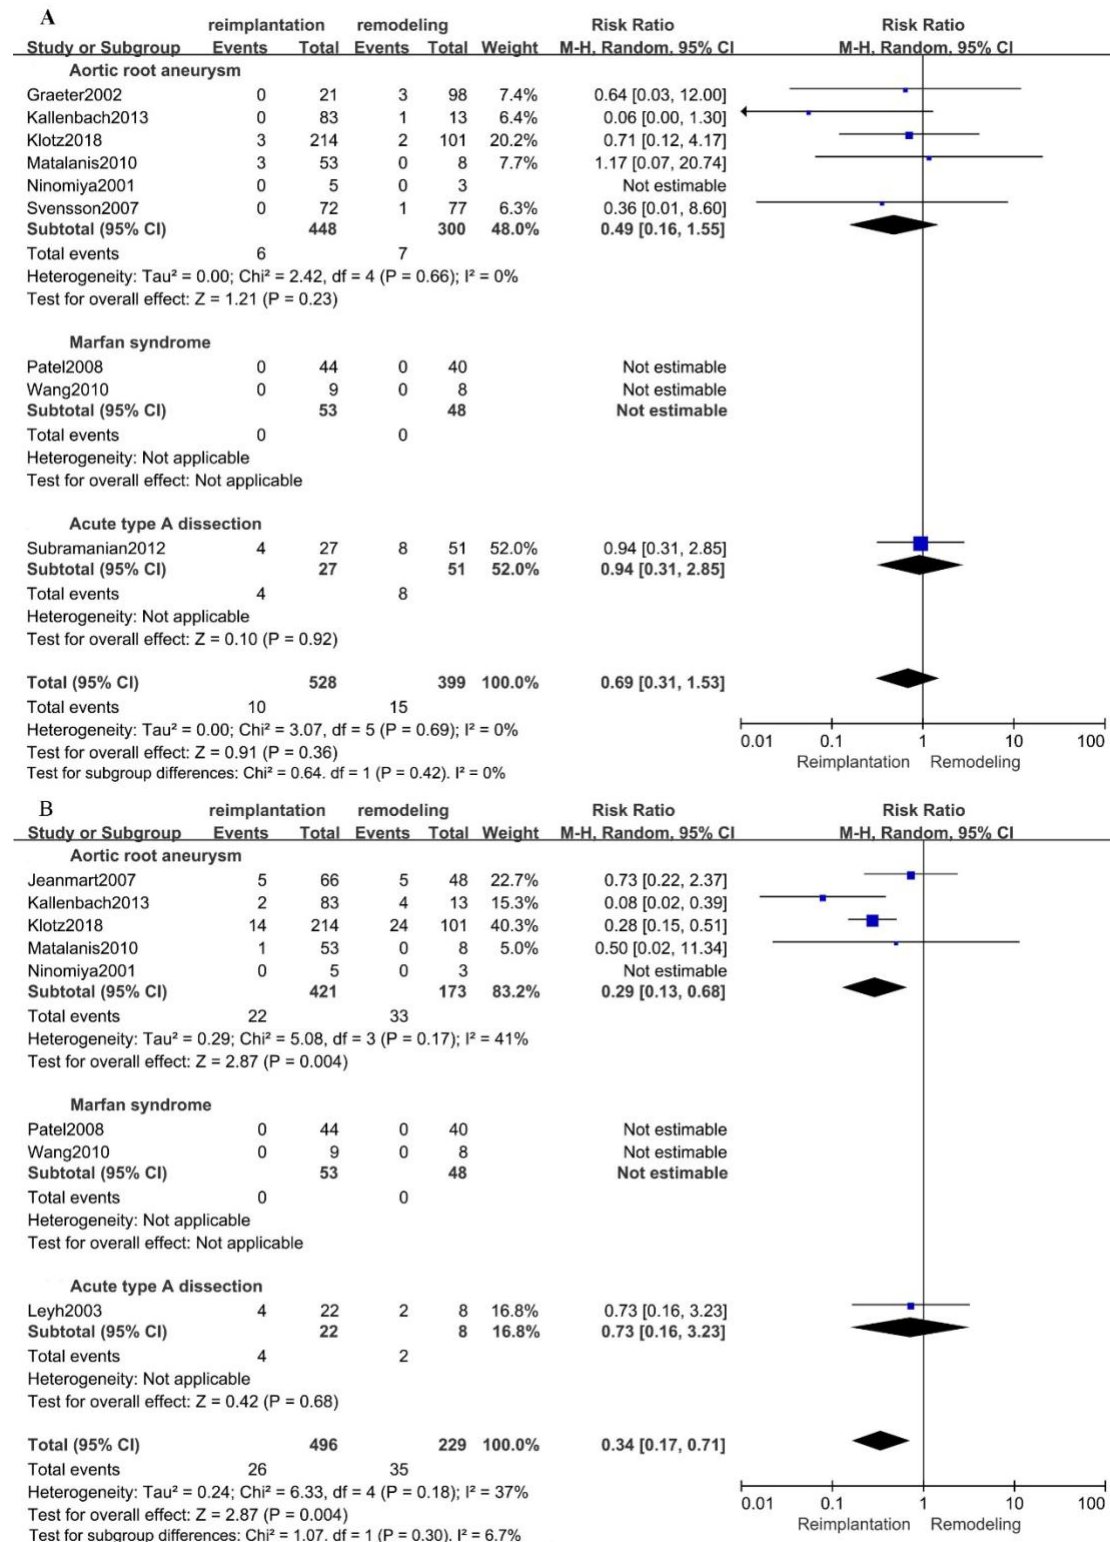 A
reimplantation remodeling Risk Ratio Risk Ratio
Study or Subgroup Events Total Events Total Weight M-H, Random, 95% CI M-H, Random, 95% CI
Aortic root aneurysm
Graeter2002 0 21 3 98 7.4% 0.64 [0.03, 12.00]
Kallenbach2013 0 83 1 13 6.4% 0.06 [0.00, 1.30]
Klotz2018 3 214 2 101 20.2% 0.71 [0.12, 4.17]
Matalanis2010 3 53 0 8 7.7% 1.17 [0.07, 20.74]
Ninomiya2001 0 5 0 3 Not estimable
Svensson2007 0 72 1 77 6.3% 0.36 [0.01, 8.60]
Subtotal (95% CI) 448 300 48.0% 0.49 [0.16, 1.55]
Total events 6 7
Heterogeneity: Tau² = 0.00; Chi² = 2.42, df = 4 (P = 0.66); I² = 0%
Test for overall effect: Z = 1.21 (P = 0.23)
Marfan syndrome
Patel2008 0 44 0 40 Not estimable
Wang2010 0 9 0 8 Not estimable
Subtotal (95% CI) 53 48 Not estimable
Total events 0 0
Heterogeneity: Not applicable
Test for overall effect: Not applicable
Acute type A dissection
Subramanian2012 4 27 8 51 52.0% 0.94 [0.31, 2.85]
Subtotal (95% CI) 27 51 52.0% 0.94 [0.31, 2.85]
Total events 4 8
Heterogeneity: Not applicable
Test for overall effect: Z = 0.10 (P = 0.92)
Total (95% CI) 528 399 100.0% 0.69 [0.31, 1.53]
Total events 10 15
Heterogeneity: Tau² = 0.00; Chi² = 3.07, df = 5 (P = 0.69); I² = 0%
Test for overall effect: Z = 0.91 (P = 0.36)
Test for subgroup differences: Chi² = 0.64. df = 1 (P = 0.42). I² = 0%
0.01 0.1 1 10 100
Reimplantation Remodeling
B
reimplantation remodeling Risk Ratio Risk Ratio
Study or Subgroup Events Total Events Total Weight M-H, Random, 95% CI M-H, Random, 95% CI
Aortic root aneurysm
Jeanmart2007 5 66 5 48 22.7% 0.73 [0.22, 2.37]
Kallenbach2013 2 83 4 13 15.3% 0.08 [0.02, 0.39]
Klotz2018 14 214 24 101 40.3% 0.28 [0.15, 0.51]
Matalanis2010 1 53 0 8 5.0% 0.50 [0.02, 11.34]
Ninomiya2001 0 5 0 3 Not estimable
Subtotal (95% CI) 421 173 83.2% 0.29 [0.13, 0.68]
Total events 22 33
Heterogeneity: Tau² = 0.29; Chi² = 5.08, df = 3 (P = 0.17); I² = 41%
Test for overall effect: Z = 2.87 (P = 0.004)
Marfan syndrome
Patel2008 0 44 0 40 Not estimable
Wang2010 0 9 0 8 Not estimable
Subtotal (95% CI) 53 48 Not estimable
Total events 0 0
Heterogeneity: Not applicable
Test for overall effect: Not applicable
Acute type A dissection
Leyh2003 4 22 2 8 16.8% 0.73 [0.16, 3.23]
Subtotal (95% CI) 22 8 16.8% 0.73 [0.16, 3.23]
Total events 4 2
Heterogeneity: Not applicable
Test for overall effect: Z = 0.42 (P = 0.68)
Total (95% CI) 496 229 100.0% 0.34 [0.17, 0.71]
Total events 26 35
Heterogeneity: Tau² = 0.24; Chi² = 6.33, df = 4 (P = 0.18); I² = 37%
Test for overall effect: Z = 2.87 (P = 0.004)
Test for subgroup differences: Chi² = 1.07. df = 1 (P = 0.30). I² = 6.7%
0.01 0.1 1 10 100
Reimplantation Remodeling